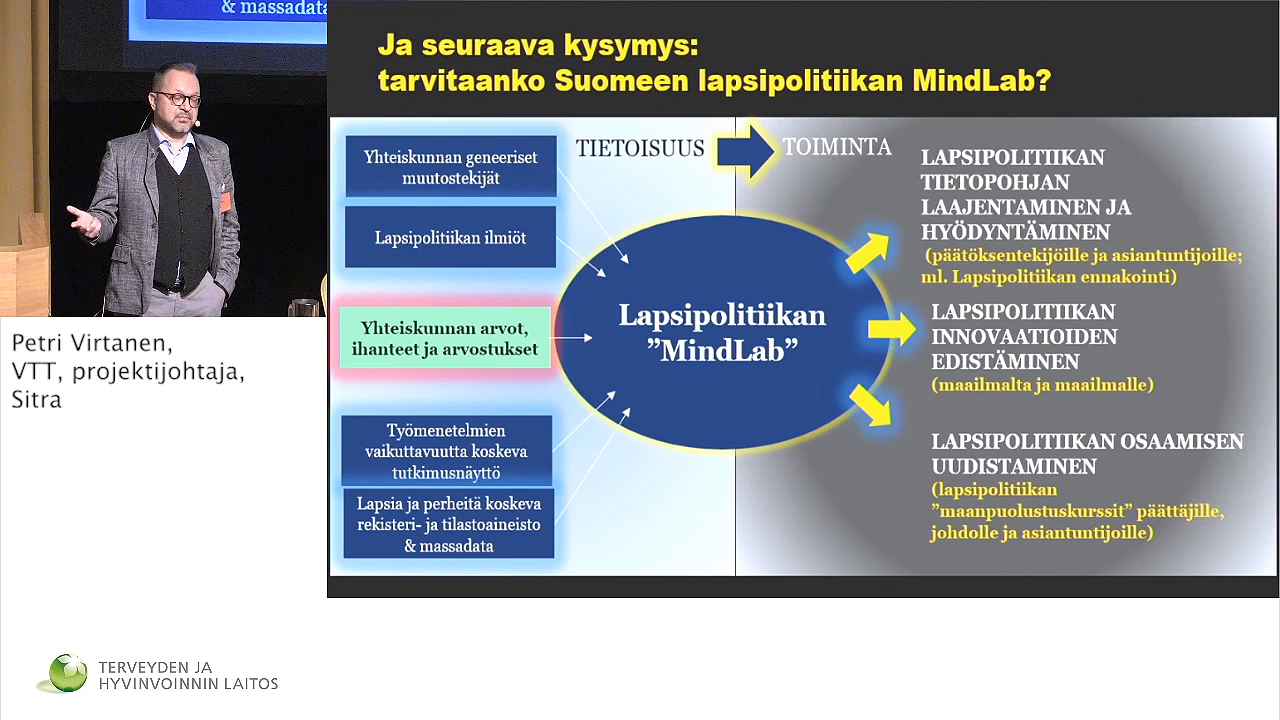 & massadata
Ja seuraava kysymys:
tarvitaanko Suomeen lapsipolitiikan MindLab?
Yhteiskunnan geneeriset
muutostekijät
Lapsipolitiikan ilmiöt
Yhteiskunnan arvot,
ihanteet ja arvostukset
Työmenetelmien
vaikuttavuutta koskeva
tutkimusnäyttö
Lapsia ja perheitä koskeva
rekisteri- ja tilastoaineisto
& massadata
TIETOISUUS
TOIMINTA
Lapsipolitiikan
”MindLab”
LAPSIPOLITIIKAN
TIETOPOHJAN
LAAJENTAMINEN JA
HYÖDYNTÄMINEN
(päätöksentekijöille ja asiantuntijoille;
ml. Lapsipolitiikan ennakointi)
LAPSIPOLITIIKAN
INNOVAATIOIDEN
EDISTÄMINEN
(maailmalta ja maailmalle)
LAPSIPOLITIIKAN OSAAMISEN
UUDISTAMINEN
(lapsipolitiikan
”maanpuolustuskurssit” päättäjille,
johdolle ja asiantuntijoille)
Petri Virtanen,
VTT, projektijohtaja,
Sitra
TERVEYDEN JA
HYVINVOINNIN LAITOS